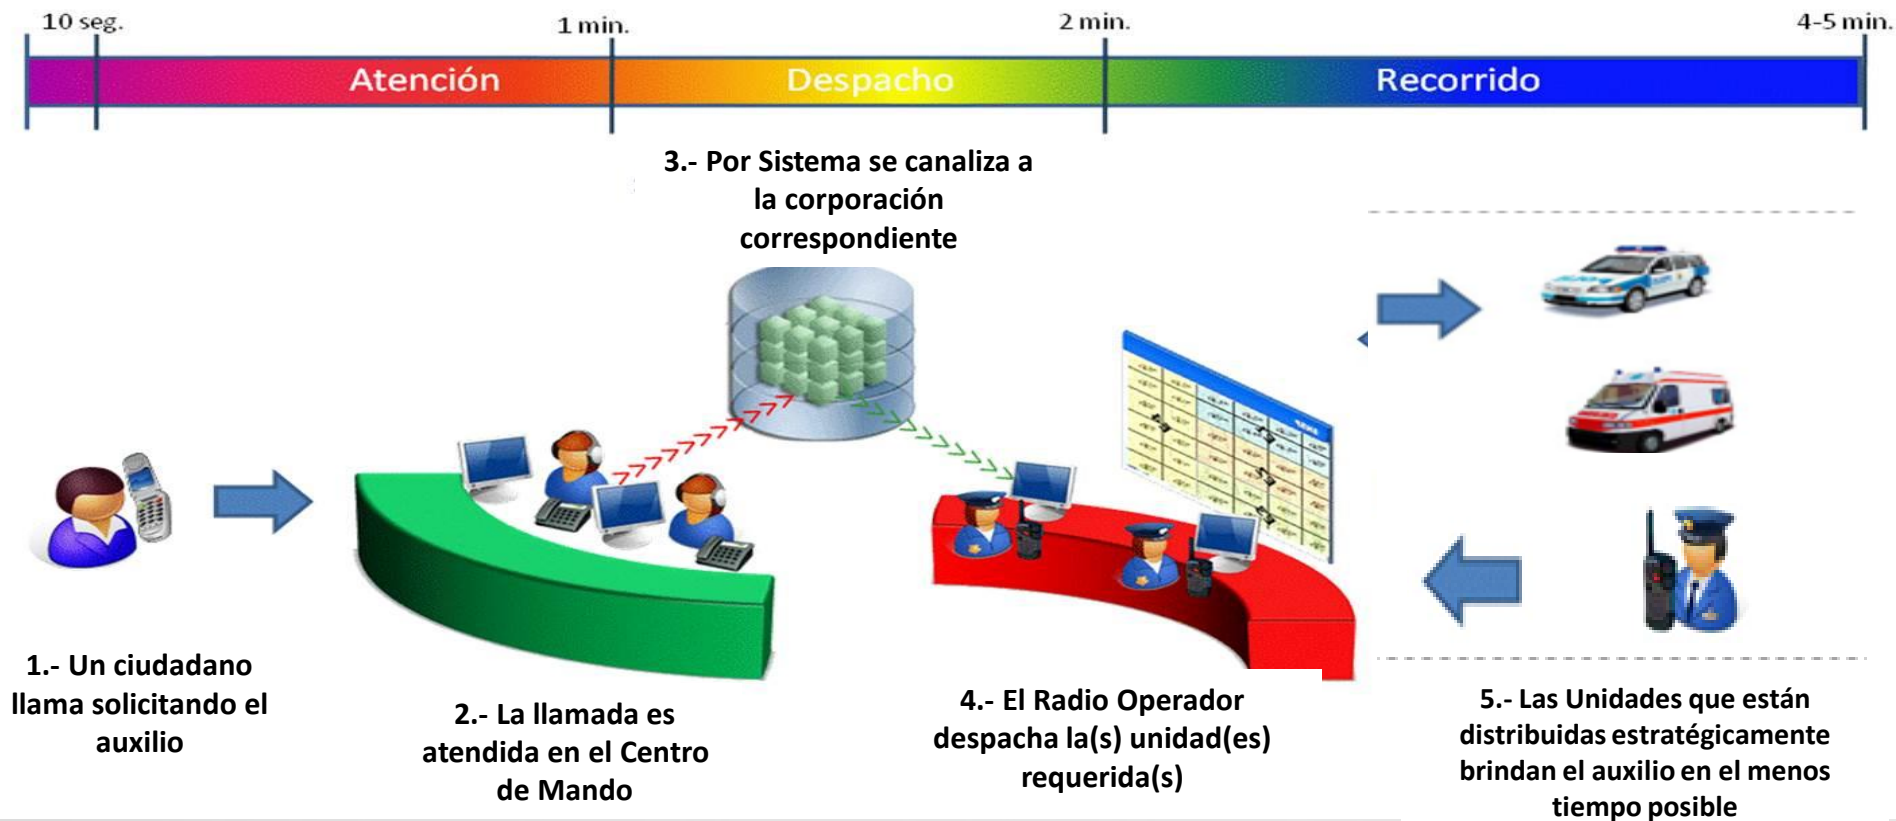 10 seg.
1 min.
2 min.
4-5 min.
Atención
Despacho
Recorrido
3.- Por Sistema se canaliza a
la corporación
correspondiente
1.- Un ciudadano
llama solicitando el
auxilio
2.- La llamada es
atendida en el Centro
de Mando
4.- El Radio Operador
despacha la(s) unidad(es)
requerida(s)
5.- Las Unidades que están
distribuidas estratégicamente
brindan el auxilio en el menos
tiempo posible